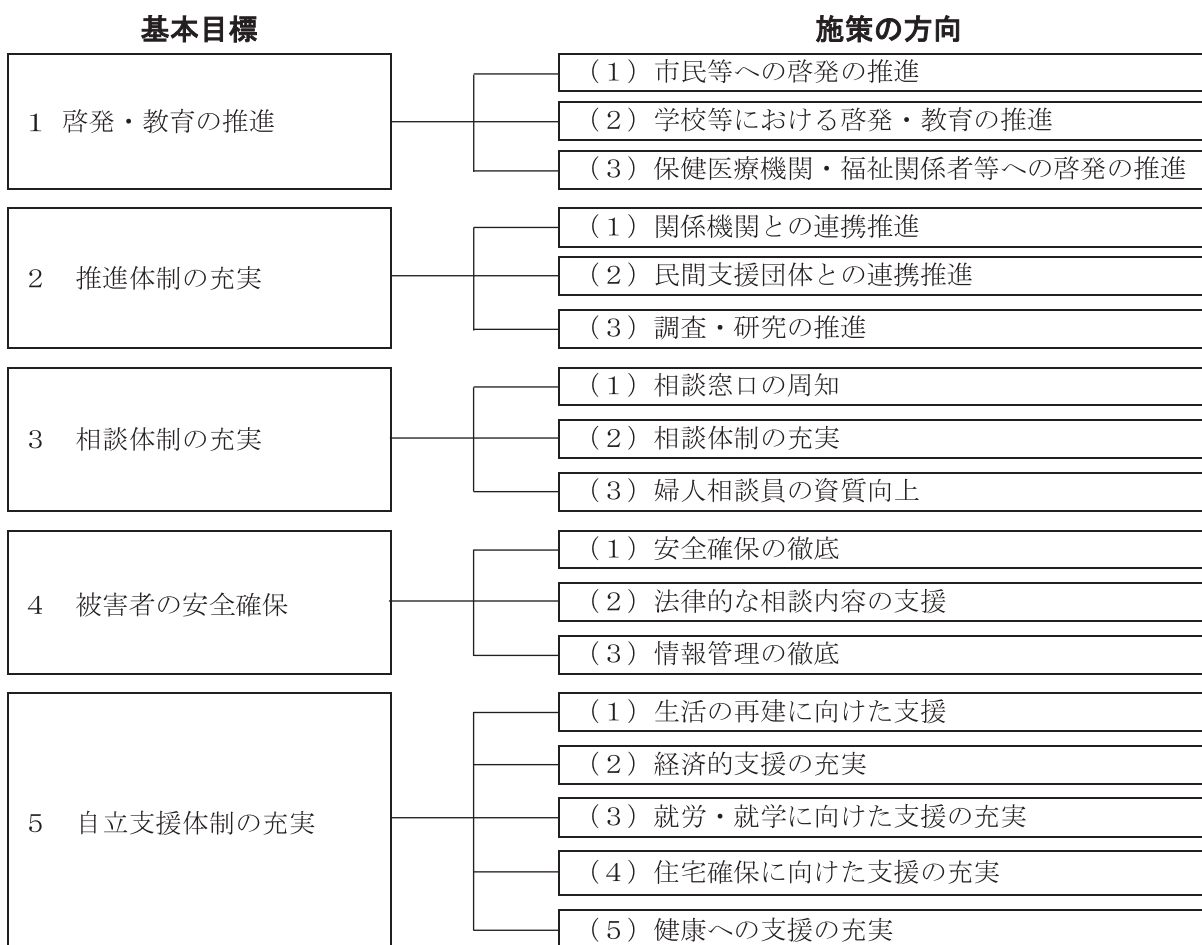 基本目標
施策の方向
1 啓発・教育の推進
（1）市民等への啓発の推進
（2）学校等における啓発・教育の推進
（3）保健医療機関・福祉関係者等への啓発の推進
2 推進体制の充実
（1）関係機関との連携推進
（2）民間支援団体との連携推進
（3）調査・研究の推進
3 相談体制の充実
（1）相談窓口の周知
（2）相談体制の充実
（3）婦人相談員の資質向上
4 被害者の安全確保
（1）安全確保の徹底
（2）法律的な相談内容の支援
（3）情報管理の徹底
5 自立支援体制の充実
（1）生活の再建に向けた支援
（2）経済的支援の充実
（3）就労・就学に向けた支援の充実
（4）住宅確保に向けた支援の充実
（5）健康への支援の充実